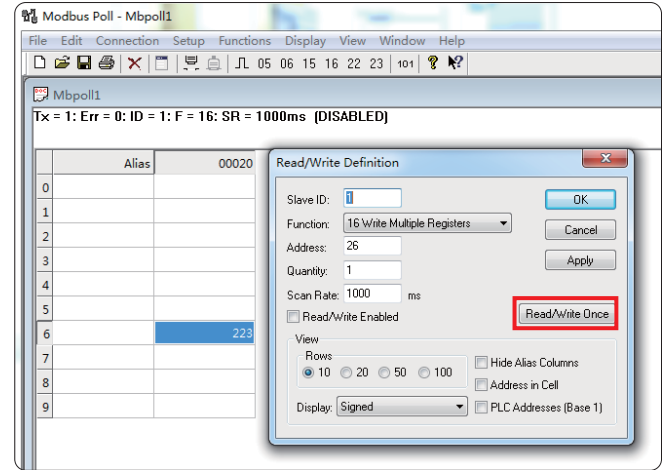 Modbus Poll - Mbpoll1
File Edit Connection Setup Functions Display View Window Help
05 06 15 16 22 23 101
Mbpoll1
Tx = 1: Err = 0: ID = 1: F = 16: SR = 1000ms (DISABLED)
Alias 00020
0
1
2
3
4
5
6 223
7
8
9
Read/Write Definition
Slave ID: 1
OK
Function: 16 Write Multiple Registers
Cancel
Address: 26
Apply
Quantity: 1
Scan Rate: 1000 ms
Read/Write Enabled
Read/Write Once
View
Rows
10 20 50 100
Hide Alias Columns
Address in Cell
Display: Signed
PLC Addresses (Base 1)